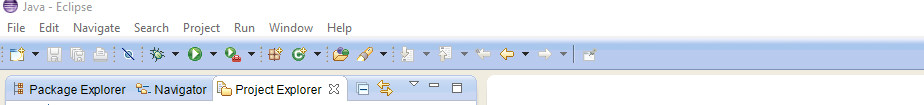 Java - Eclipse
File Edit Navigate Search Project Run Window Help
Package Explorer Navigator Project Explorer